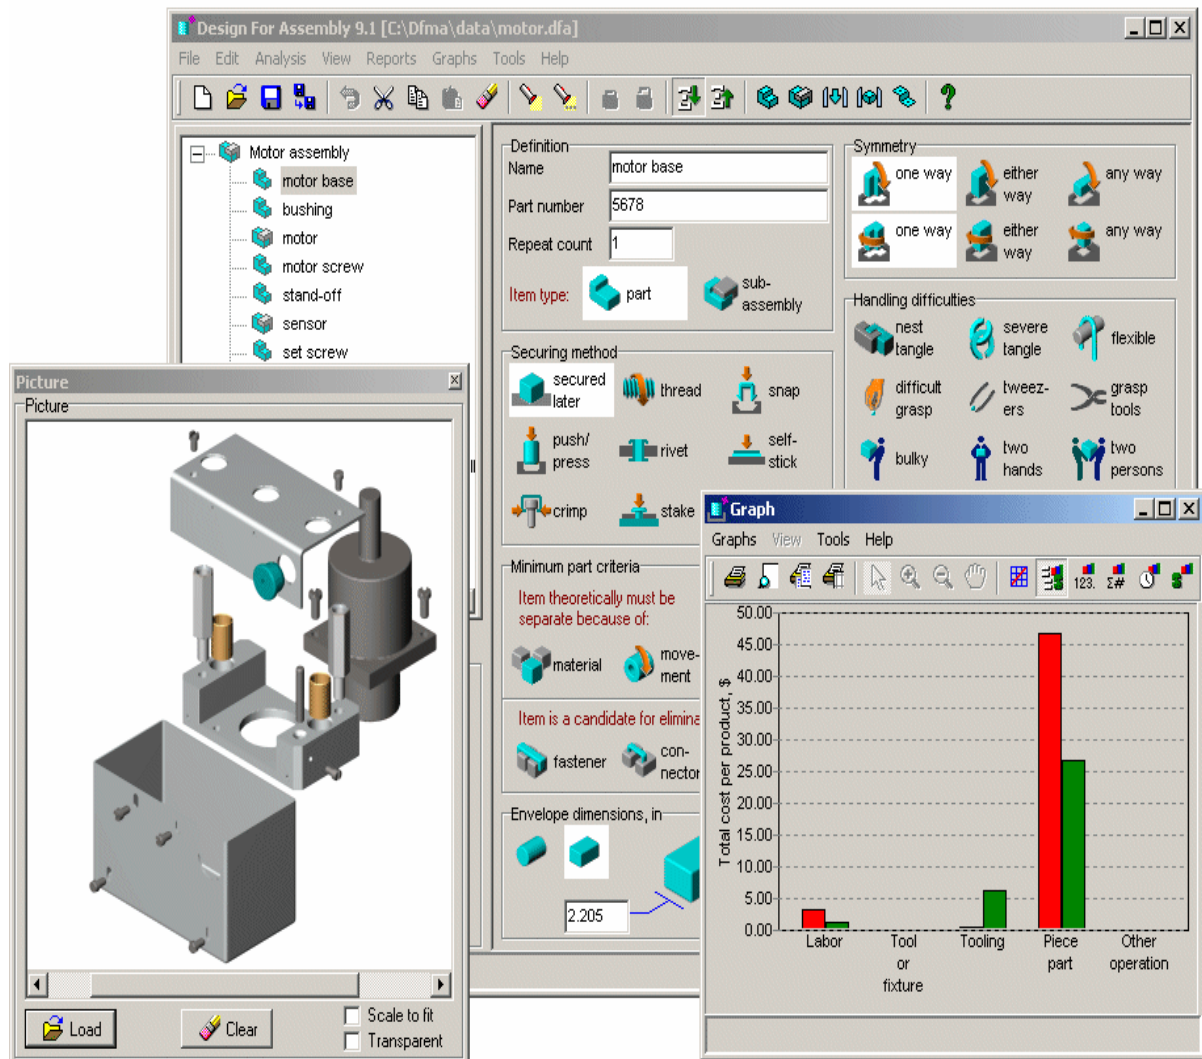 Design For Assembly 9.1 [C:\Dfma\data\motor.dfa]
File Edit Analysis View Reports Graphs Tools Help
Motor assembly
motor base
bushing
motor
motor screw
stand-off
sensor
set screw
Definition
Name motor base
Part number 5678
Repeat count 1
Item type: part sub-
assembly
Securing method
secured
later
thread
snap
push/
press
rivet
self-
stick
crimp
stake
Minimum part criteria
Item theoretically must be
separate because of:
material
move-
ment
Item is a candidate for elimina
fastener
con-
nector
Envelope dimensions, in
2.205
Symmetry
one way
either
way
any way
one way
either
way
any way
Handling difficulties
nest
tangle
severe
tangle
flexible
difficult
grasp
tweez-
ers
grasp
tools
bulky
two
hands
two
persons
Picture
Picture
Load
Clear
Scale to fit
Transparent
Graph
Graphs View Tools Help
123.
Σ#
$
Total cost per product, $
50.00
45.00
40.00
35.00
30.00
25.00
20.00
15.00
10.00
5.00
0.00
Labor
Tool
or
fixture
Tooling
Piece
part
Other
operation